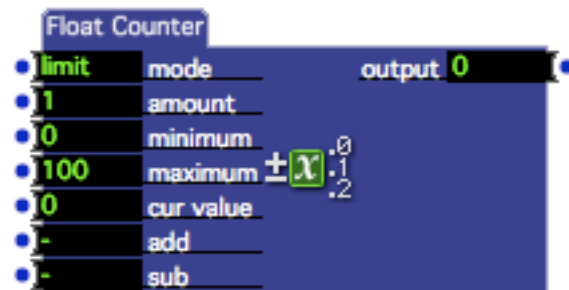 Float Counter
limit mode output 0
1 amount
0 minimum
100 maximum ± x .0 .1 .2
0 cur value
- add
- sub